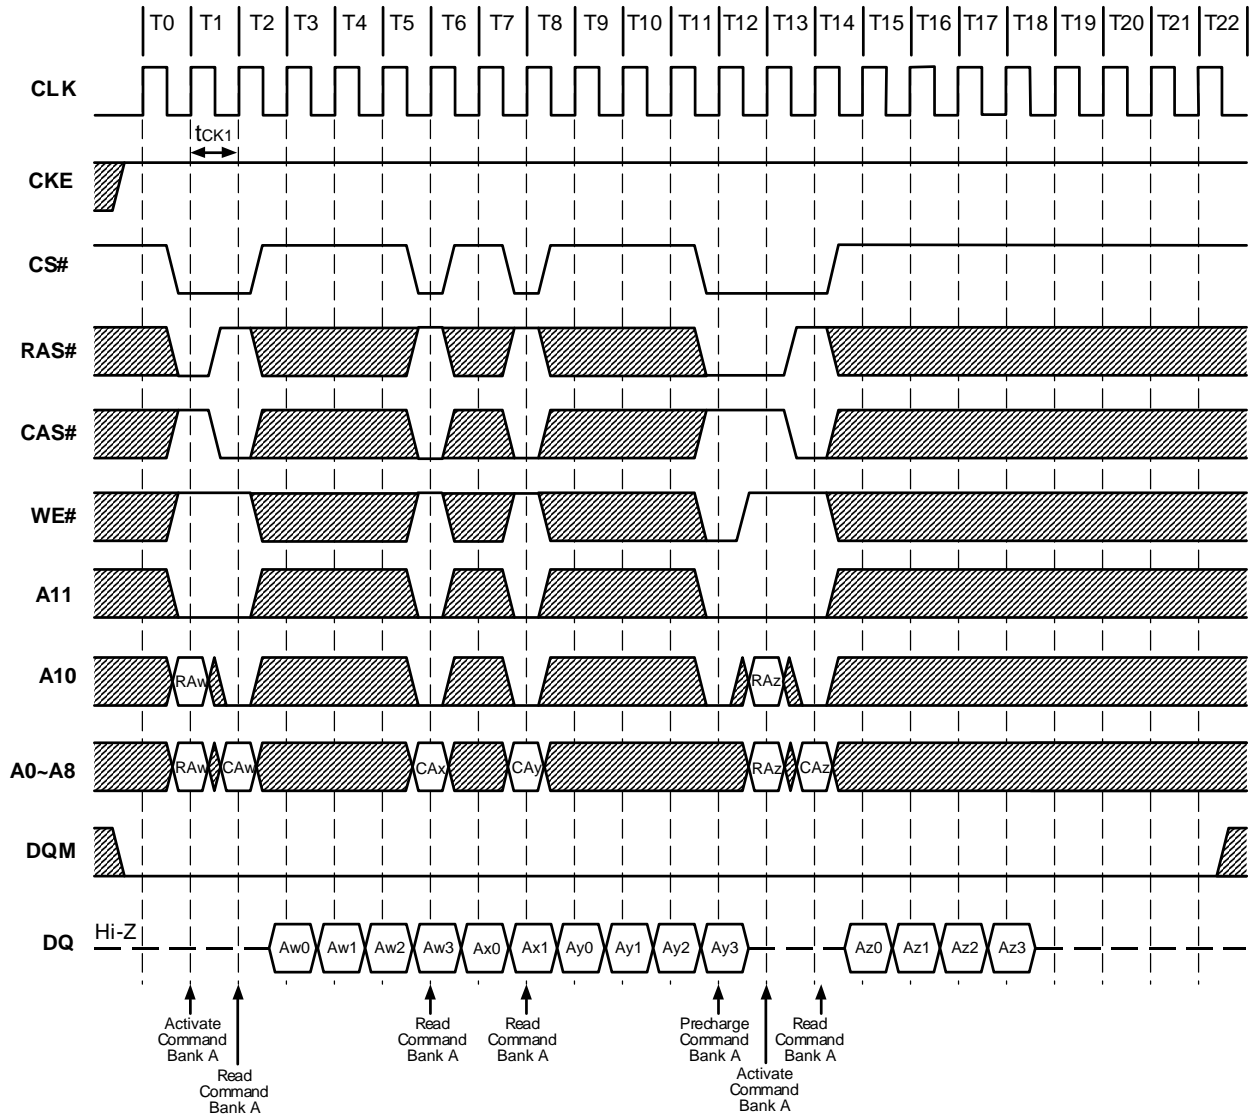 T0 T1 T2 T3 T4 T5 T6 T7 T8 T9 T10 T11 T12 T13 T14 T15 T16 T17 T18 T19 T20 T21 T22
CLK
tCK1
CKE
CS#
RAS#
CAS#
WE#
A11
A10 RAw RAz
A0~A8 RAw CAw CAx CAy RAz CAz
DQM
DQ Hi-Z Aw0 Aw1 Aw2 Aw3 Ax0 Ax1 Ay0 Ay1 Ay2 Ay3 Az0 Az1 Az2 Az3
Activate
Command
Bank A
Read
Command
Bank A
Read
Command
Bank A
Read
Command
Bank A
Precharge
Command
Bank A
Activate
Command
Bank A
Read
Command
Bank A